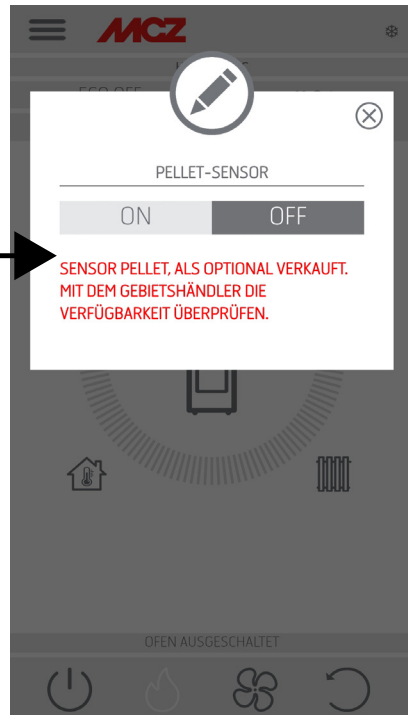 MCZ
PELLET-SENSOR
ON OFF
SENSOR PELLET, ALS OPTIONAL VERKAUFT.
MIT DEM GEBIETSHÄNDLER DIE
VERFÜGBARKEIT ÜBERPRÜFEN.
OFEN AUSGESCHALTET